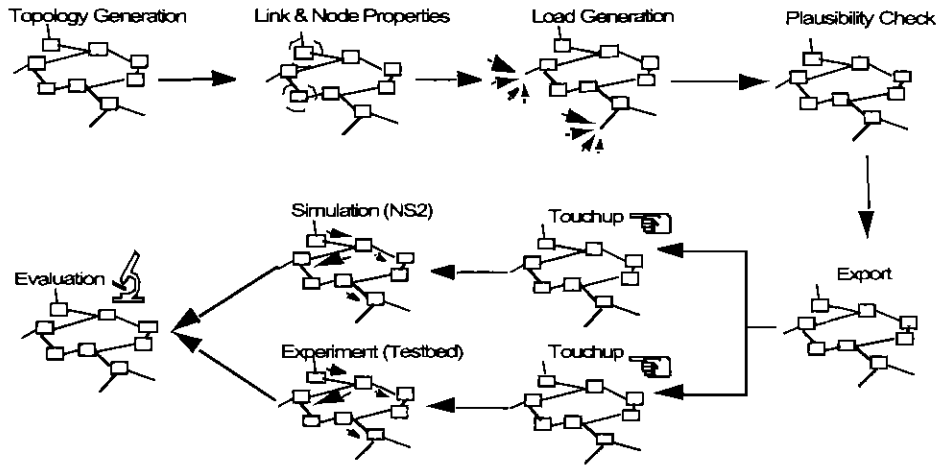 Topology Generation
Link & Node Properties
Load Generation
Plausibility Check
Simulation (NS2)
Touchup
Evaluation
Export
Experiment (Testbed)
Touchup